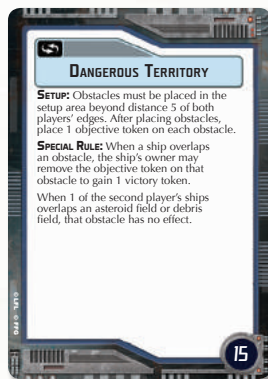 DANGEROUS TERRITORY
SETUP: Obstacles must be placed in the
setup area beyond distance 5 of both
players' edges. After placing obstacles,
place 1 objective token on each obstacle.
SPECIAL RULE: When a ship overlaps
an obstacle, the ship's owner may
remove the objective token on that
obstacle to gain 1 victory token.
When 1 of the second player's ships
overlaps an asteroid field or debris
field, that obstacle has no effect.
© LFL © FFG
15